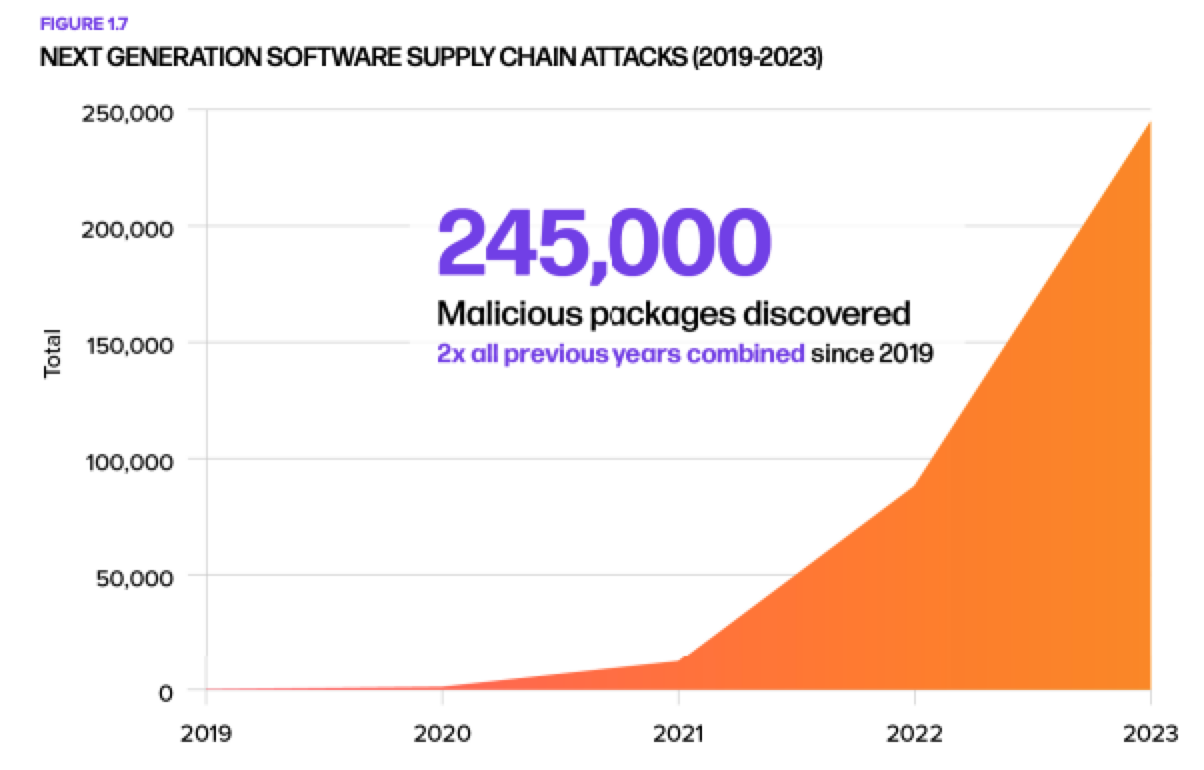 FIGURE 1.7
NEXT GENERATION SOFTWARE SUPPLY CHAIN ATTACKS (2019-2023)
250,000
200,000
150,000
100,000
50,000
0
Total
245,000
Malicious packages discovered
2x all previous years combined since 2019
2019 2020 2021 2022 2023